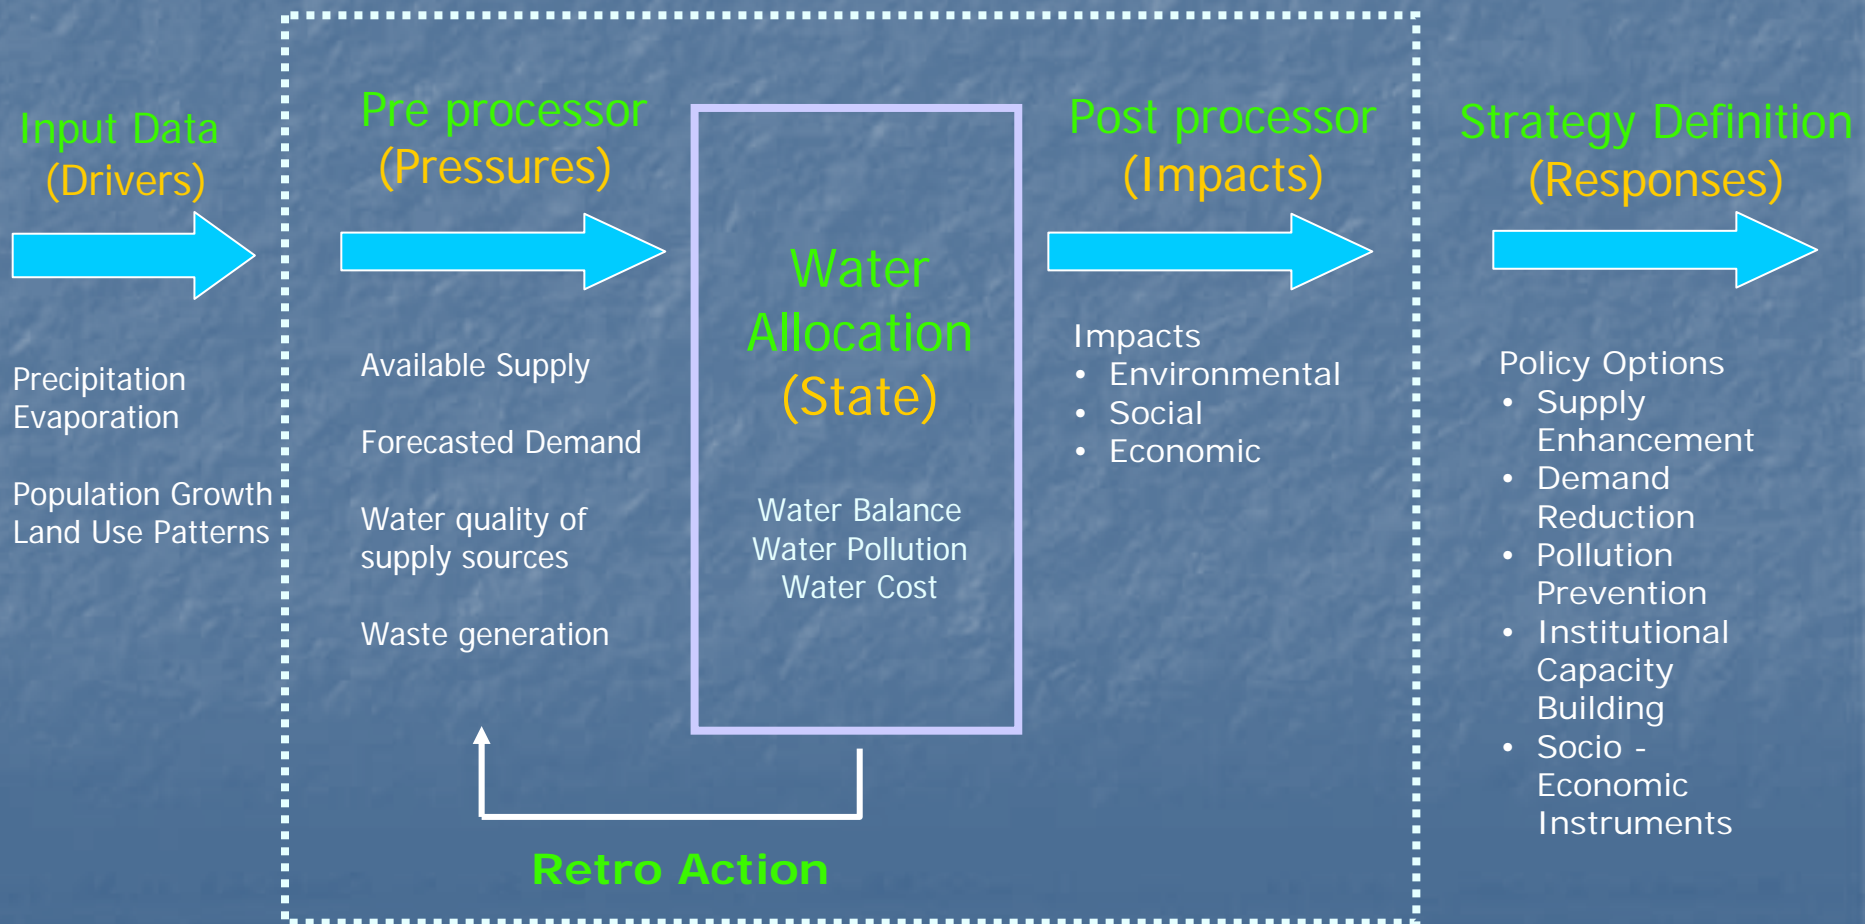 Input Data
(Drivers)
Precipitation
Evaporation
Population Growth
Land Use Patterns
Pre processor
(Pressures)
Available Supply
Forecasted Demand
Water quality of
supply sources
Waste generation
Water
Allocation
(State)
Water Balance
Water Pollution
Water Cost
Retro Action
Post processor
(Impacts)
Impacts
• Environmental
• Social
• Economic
Strategy Definition
(Responses)
Policy Options
• Supply
Enhancement
• Demand
Reduction
• Pollution
Prevention
• Institutional
Capacity
Building
• Socio -
Economic
Instruments